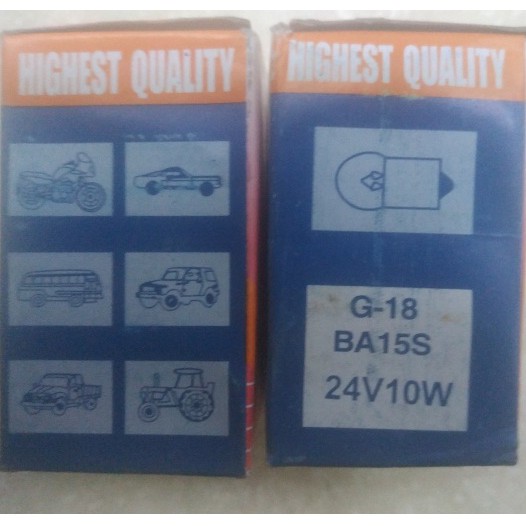 HIGHEST QUALITY
HIGHEST QUALITY
G-18
BA15S
24V10W